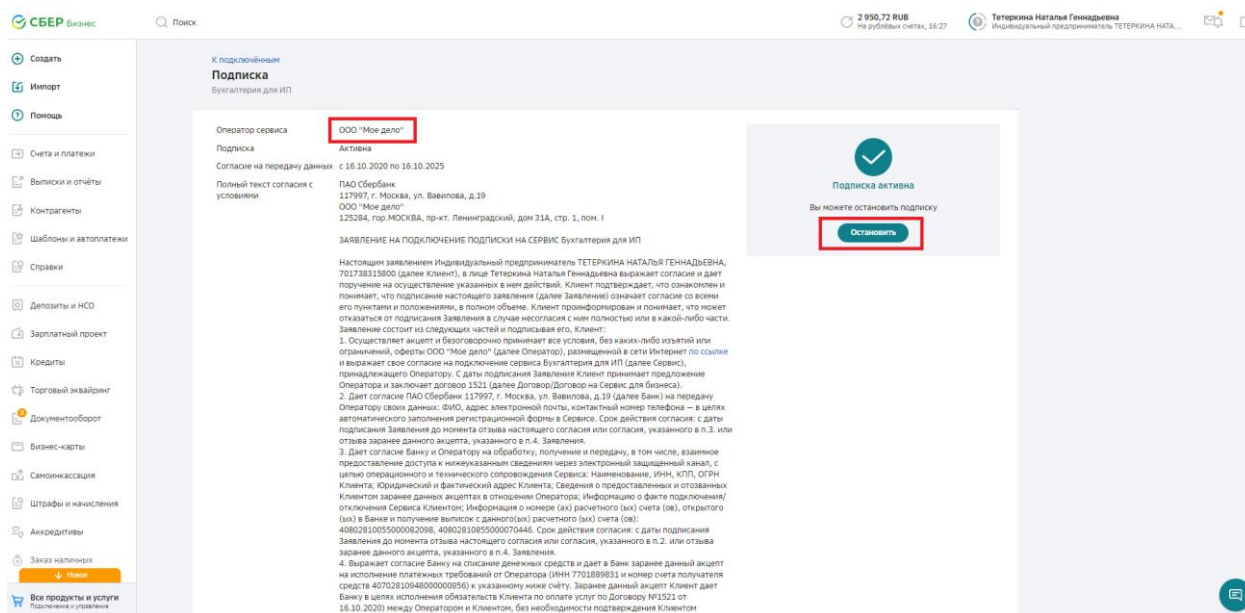 СБЕР Бизнес
Поиск
2 950,72 RUB
На рублёвых счетах, 16:27
Тетеркина Наталья Геннадьевна
Индивидуальный предприниматель ТЕТЕРКИНА НАТА...
Создать
Импорт
Помощь
Счета и платежи
Выписки и отчёты
Контрагенты
Шаблоны и автоплатежи
Справки
Депозиты и НСО
Зарплатный проект
Кредиты
Торговый эквайринг
Документооборот
Бизнес-карты
Самоинкассация
Штрафы и начисления
Аккредитивы
Заказ наличных
Новое
Все продукты и услуги
Подключение и управление
К подключённым
Подписка
Бухгалтерия для ИП
Оператор сервиса ООО "Мое дело"
Подписка Активна
Согласие на передачу данных с 16.10.2020 по 16.10.2025
Полный текст согласия с условиями
ПАО Сбербанк
117997, г. Москва, ул. Вавилова, д.19
ООО "Мое дело"
125284, гор.МОСКВА, пр-кт. Ленинградский, дом 31А, стр. 1, пом. I
ЗАЯВЛЕНИЕ НА ПОДКЛЮЧЕНИЕ ПОДПИСКИ НА СЕРВИС Бухгалтерия для ИП
Настоящим заявлением Индивидуальный предприниматель ТЕТЕРКИНА НАТАЛЬЯ ГЕННАДЬЕВНА,
701738315800 (далее Клиент), в лице Тетеркина Наталья Геннадьевна выражает согласие и дает
поручение на осуществление указанных в нем действий. Клиент подтверждает, что ознакомлен и
понимает, что подписание настоящего заявления (далее Заявление) означает согласие со всеми
его пунктами и положениями, в полном объеме. Клиент проинформирован и понимает, что может
отказаться от подписания Заявления в случае несогласия с ним полностью или в какой-либо части.
Заявление состоит из следующих частей и подписывая его, Клиент:
1. Осуществляет акцепт и безоговорочно принимает все условия, без каких-либо изъятий или
ограничений, оферты ООО "Мое дело" (далее Оператор), размещенной в сети Интернет по ссылке
и выражает свое согласие на подключение сервиса Бухгалтерия для ИП (далее Сервис),
принадлежащего Оператору. С даты подписания Заявления Клиент принимает предложение
Оператора и заключает договор 1521 (далее Договор/Договор на Сервис для бизнеса).
2. Дает согласие ПАО Сбербанк 117997, г. Москва, ул. Вавилова, д.19 (далее Банк) на передачу
Оператору своих данных: ФИО, адрес электронной почты, контактный номер телефона — в целях
автоматического заполнения регистрационной формы в Сервисе. Срок действия согласия: с даты
подписания Заявления до момента отзыва настоящего согласия или согласия, указанного в п.3. или
отзыва заранее данного акцепта, указанного в п.4. Заявления.
3. Дает согласие Банку и Оператору на обработку, получение и передачу, в том числе, взаимное
предоставление доступа к нижеуказанным сведениям через электронный защищенный канал, с
целью операционного и технического сопровождения Сервиса: Наименование, ИНН, КПП, ОГРН
Клиента; Юридический и фактический адрес Клиента; Сведения о предоставленных и отозванных
Клиентом заранее данных акцептах в отношении Оператора; Информацию о факте подключения/
отключения Сервиса Клиентом; Информация о номере (ах) расчетного (ых) счета (ов), открытого
(ых) в Банке и получение выписок с данного(ых) расчетного (ых) счета (ов):
40802810055000082098, 40802810855000070446. Срок действия согласия: с даты подписания
Заявления до момента отзыва настоящего согласия или согласия, указанного в п.2. или отзыва
заранее данного акцепта, указанного в п.4. Заявления.
4. Выражает согласие Банку на списание денежных средств и дает в Банк заранее данный акцепт
на исполнение платежных требований от Оператора (ИНН 7701889831 и номер счета получателя
средств 40702810948000000856) к указанному ниже счёту. Заранее данный акцепт Клиент дает
Банку в целях исполнения обязательств Клиента по оплате услуг по Договору №1521 от
16.10.2020) между Оператором и Клиентом, без необходимости подтверждения Клиентом
Подписка активна
Вы можете остановить подписку
Остановить